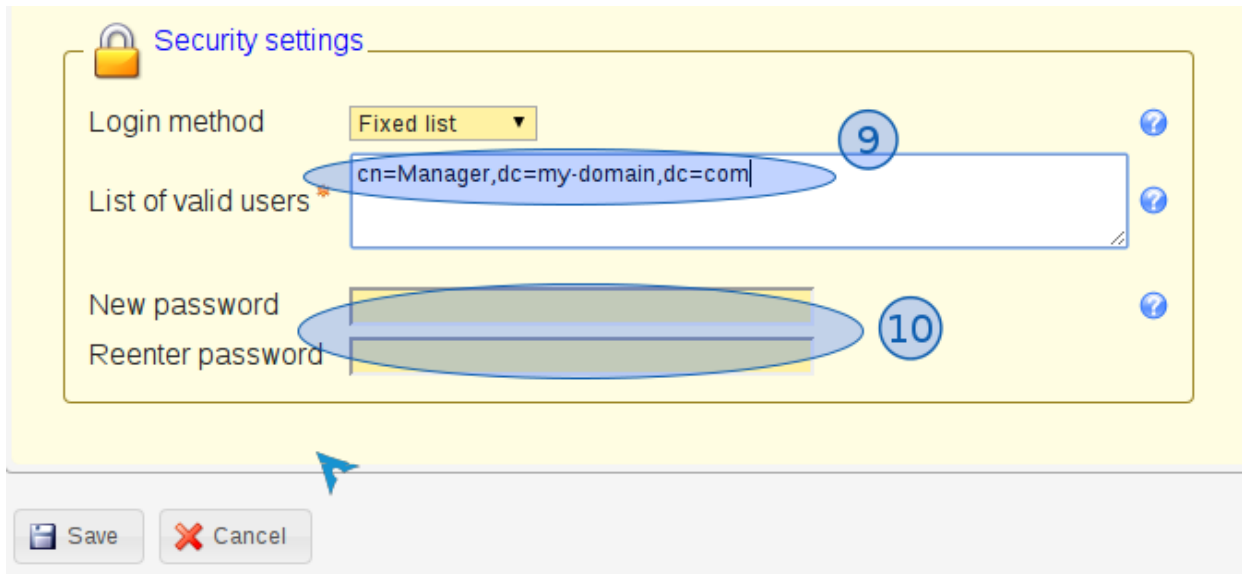 Security settings
Login method Fixed list 9
cn=Manager,dc=my-domain,dc=com
List of valid users *
New password
10
Reenter password
Save Cancel